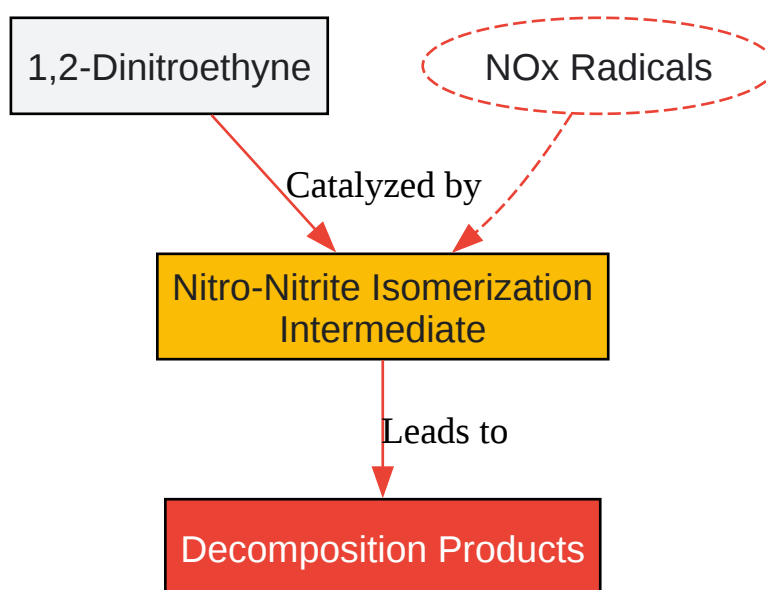 1,2-Dinitroethyne
NOx Radicals
Catalyzed by
Nitro-Nitrite Isomerization
Intermediate
Leads to
Decomposition Products